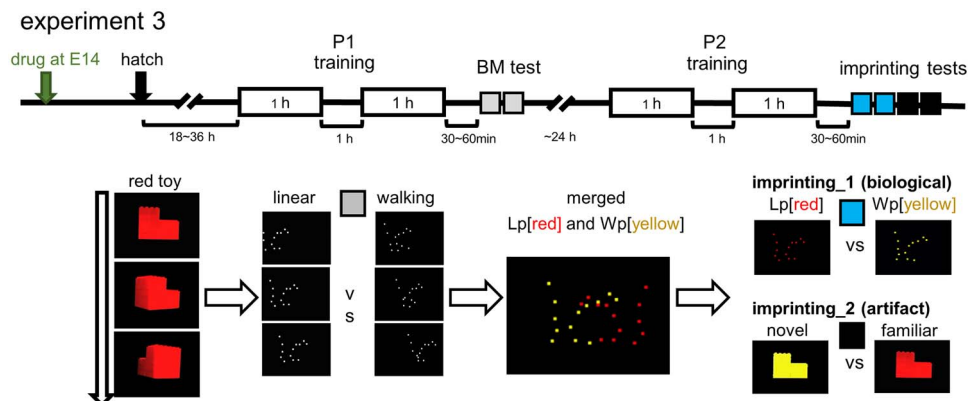 experiment 3
drug at E14
hatch
P1
training
BM test
P2
training
imprinting tests
1 h
1 h
1 h
1 h
18~36 h
1 h
30~60min
~24 h
1 h
30~60min
red toy
linear
walking
v
s
merged
Lp[red] and Wp[yellow]
imprinting_1 (biological)
Lp[red]
Wp[yellow]
vs
imprinting_2 (artifact)
novel
familiar
vs